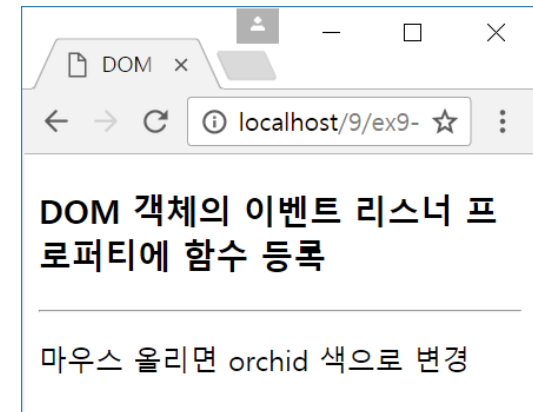 DOM
localhost/9/ex9-
DOM 객체의 이벤트 리스너 프
로퍼티에 함수 등록
마우스 올리면 orchid 색으로 변경